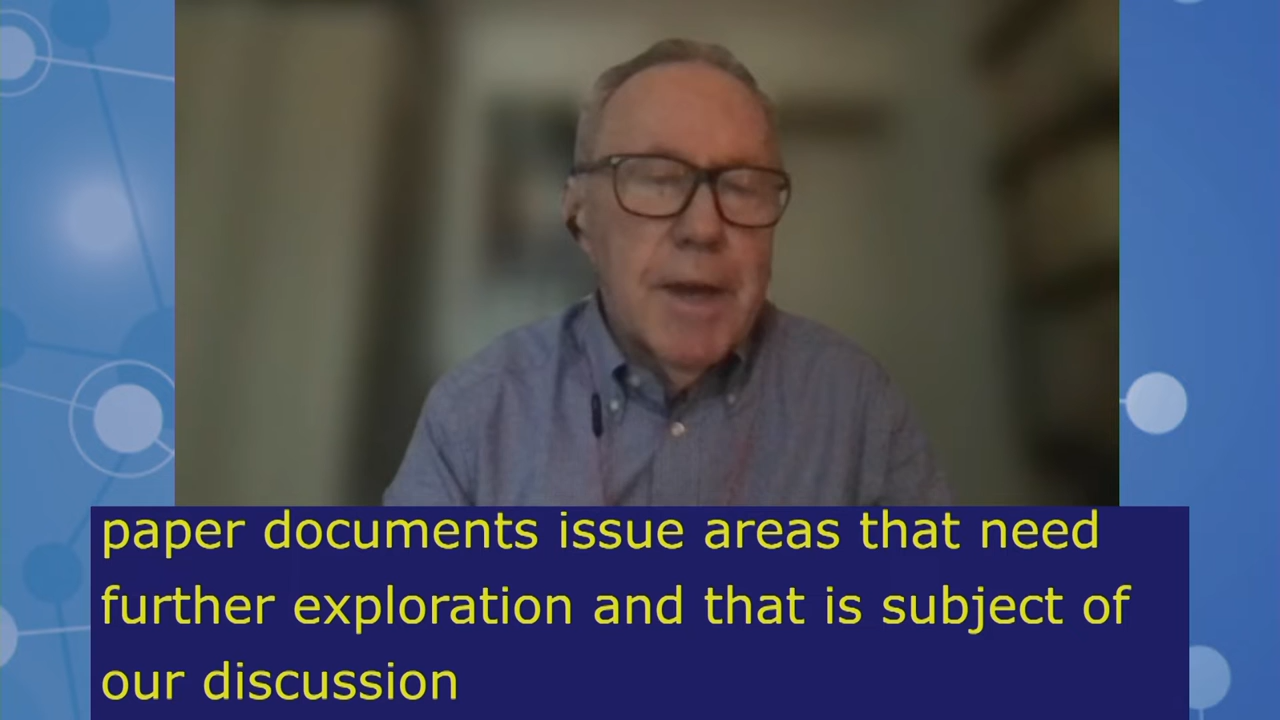 paper documents issue areas that need
further exploration and that is subject of
our discussion